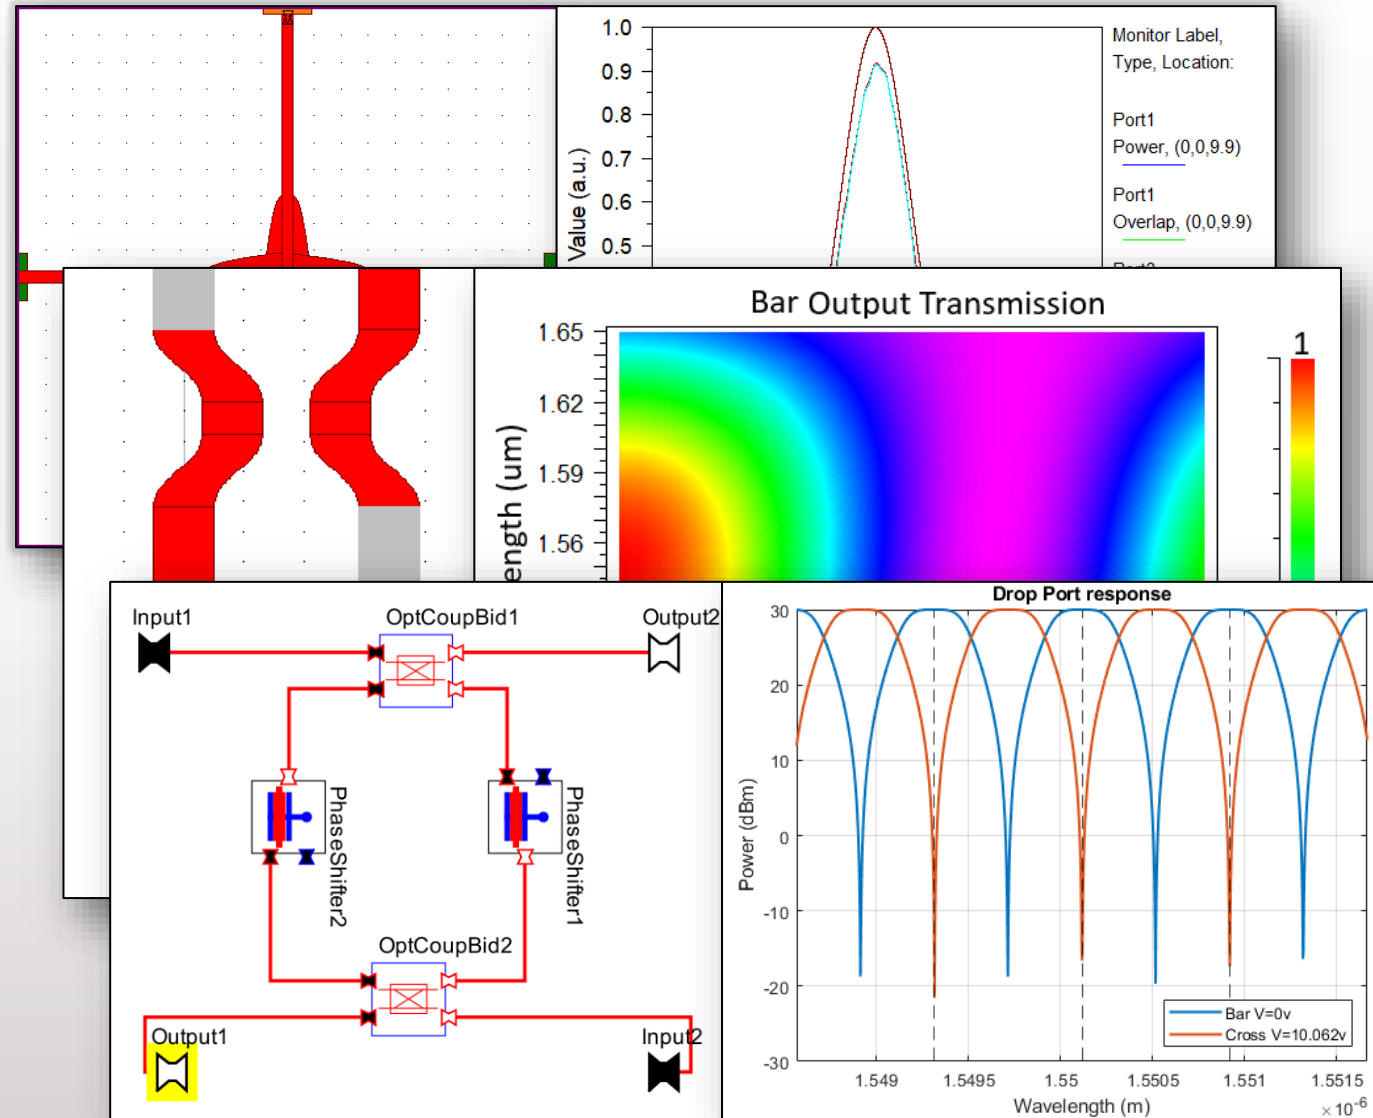 1.0
0.9
0.8
0.7
0.6
0.5
Value (a.u.)
Monitor Label,
Type, Location:
Port1
Power, (0,0,9.9)
Port1
Overlap, (0,0,9.9)
Bar Output Transmission
1.65
1.62
1.59
1.56
ength (um)
1
Input1
OptCoupBid1
Output2
PhaseShifter2
PhaseShifter1
OptCoupBid2
Output1
Input2
Drop Port response
30
20
10
0
-10
-20
-30
Power (dBm)
Bar V=0v
Cross V=10.062v
1.549
1.5495
1.55
1.5505
1.551
1.5515
Wavelength (m)
×10⁻⁶